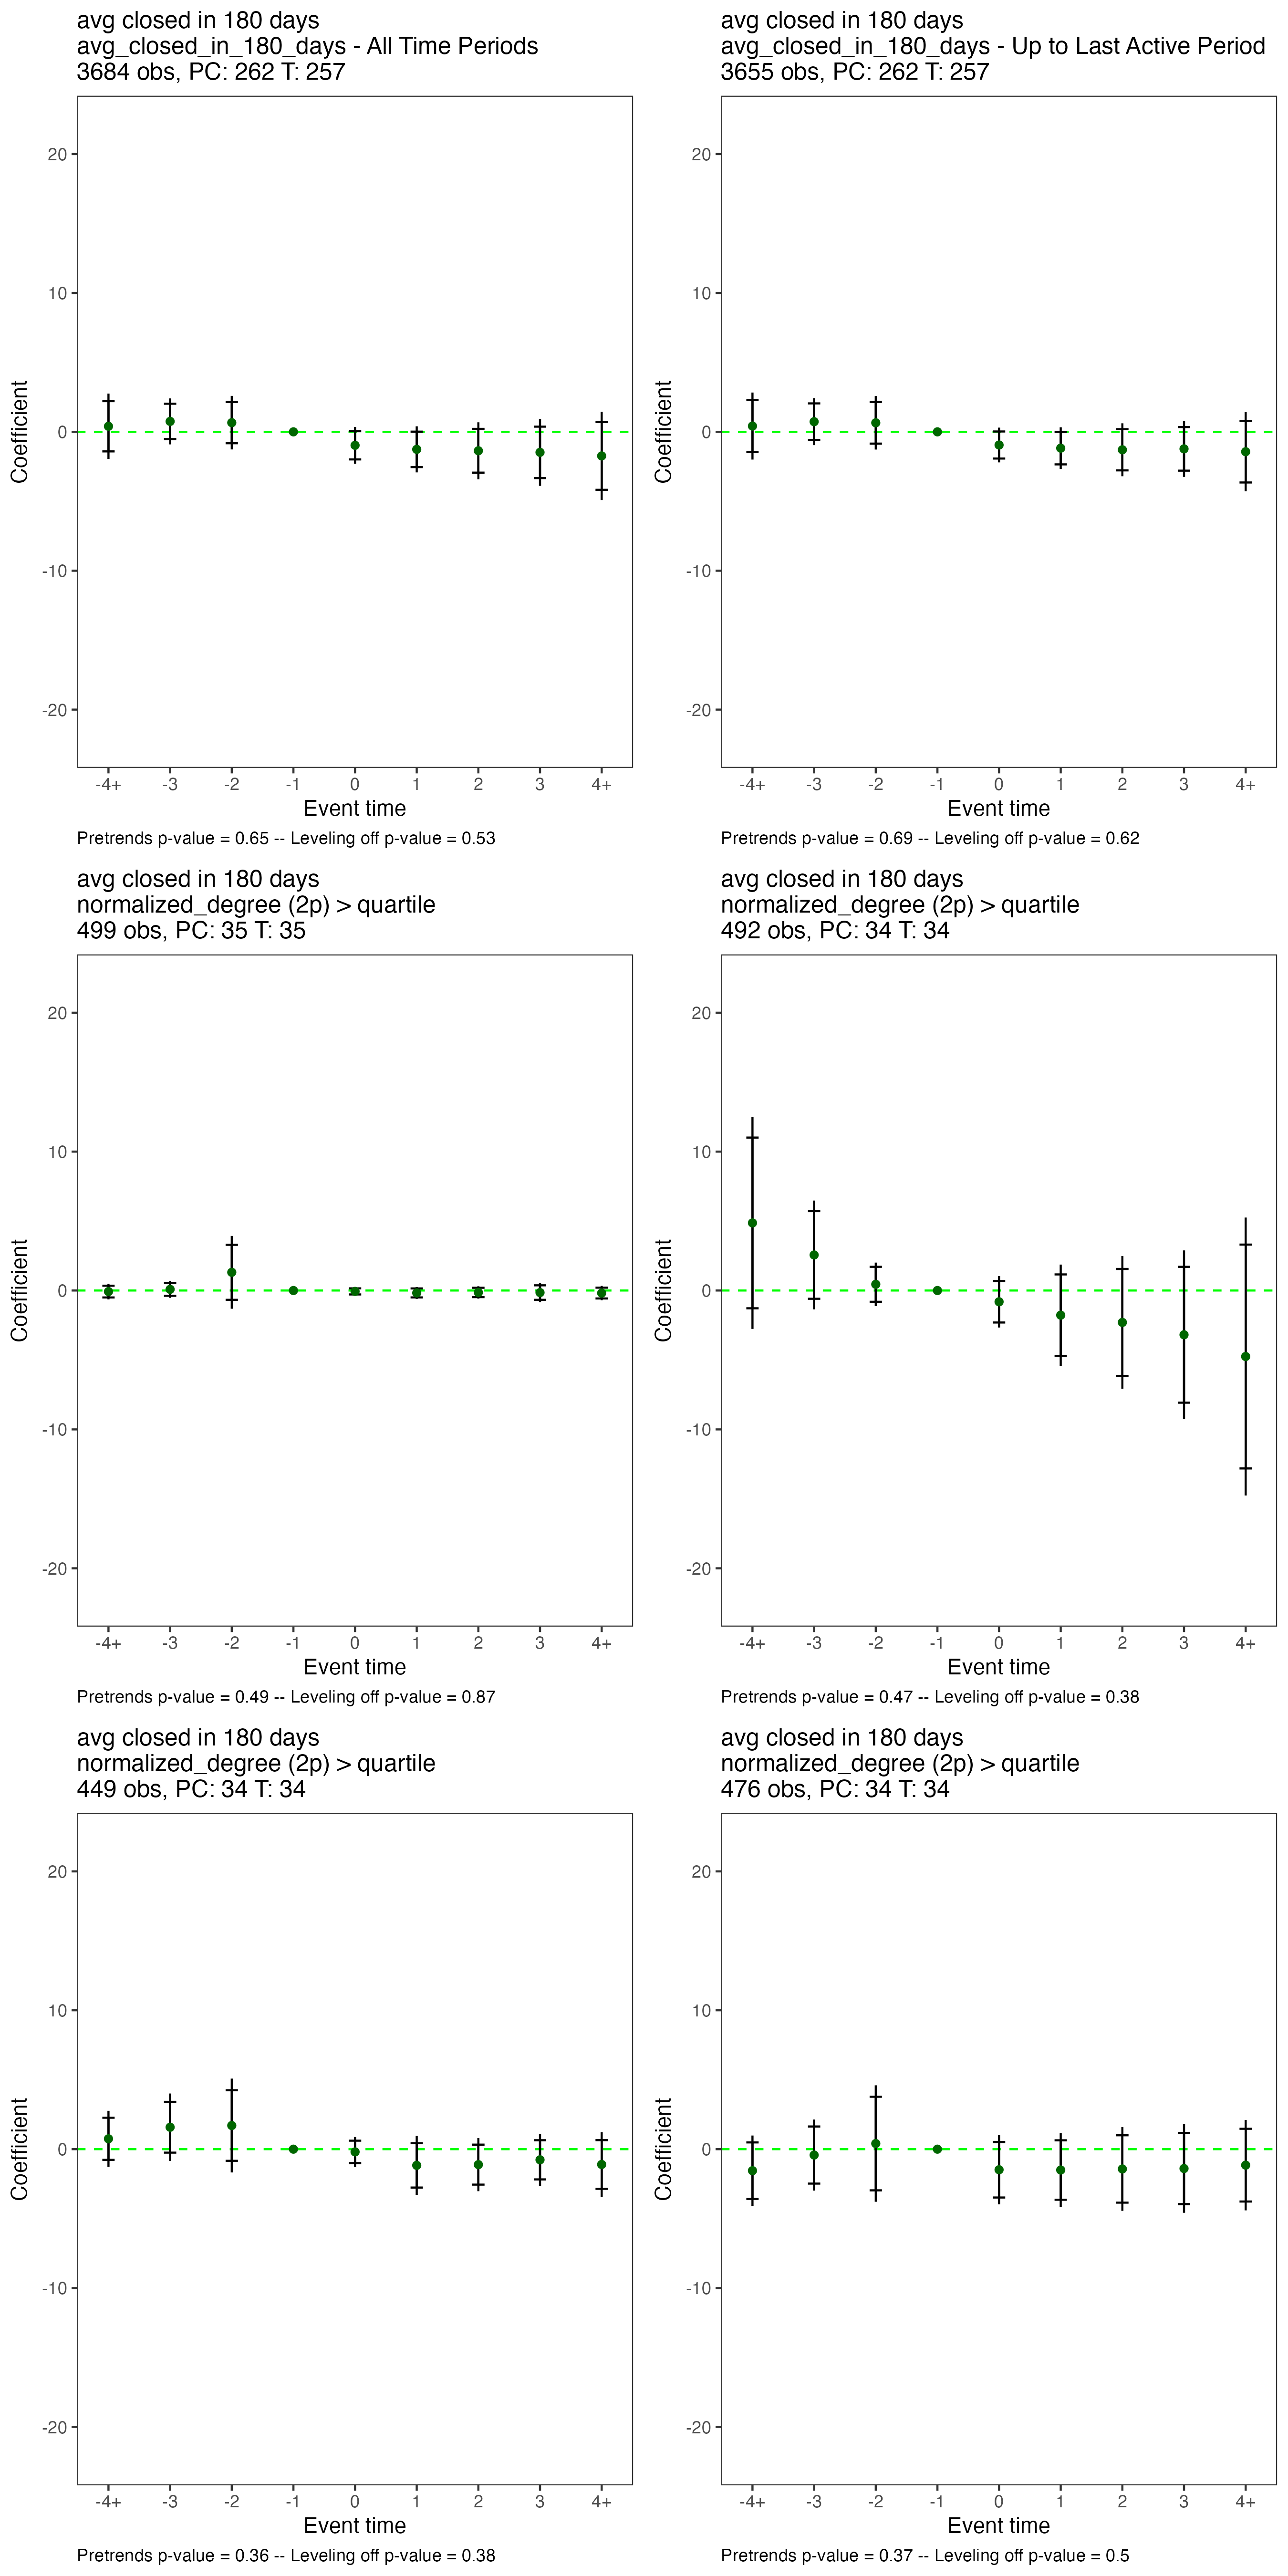 avg closed in 180 days
avg_closed_in_180_days - All Time Periods
3684 obs, PC: 262 T: 257
20
10
0
-10
-20
Coefficient
-4+ -3 -2 -1 0 1 2 3 4+
Event time
Pretrends p-value = 0.65 -- Leveling off p-value = 0.53
avg closed in 180 days
avg_closed_in_180_days - Up to Last Active Period
3655 obs, PC: 262 T: 257
20
10
0
-10
-20
Coefficient
-4+ -3 -2 -1 0 1 2 3 4+
Event time
Pretrends p-value = 0.69 -- Leveling off p-value = 0.62
avg closed in 180 days
normalized_degree (2p) > quartile
499 obs, PC: 35 T: 35
20
10
0
-10
-20
Coefficient
-4+ -3 -2 -1 0 1 2 3 4+
Event time
Pretrends p-value = 0.49 -- Leveling off p-value = 0.87
avg closed in 180 days
normalized_degree (2p) > quartile
492 obs, PC: 34 T: 34
20
10
0
-10
-20
Coefficient
-4+ -3 -2 -1 0 1 2 3 4+
Event time
Pretrends p-value = 0.47 -- Leveling off p-value = 0.38
avg closed in 180 days
normalized_degree (2p) > quartile
449 obs, PC: 34 T: 34
20
10
0
-10
-20
Coefficient
-4+ -3 -2 -1 0 1 2 3 4+
Event time
Pretrends p-value = 0.36 -- Leveling off p-value = 0.38
avg closed in 180 days
normalized_degree (2p) > quartile
476 obs, PC: 34 T: 34
20
10
0
-10
-20
Coefficient
-4+ -3 -2 -1 0 1 2 3 4+
Event time
Pretrends p-value = 0.37 -- Leveling off p-value = 0.5